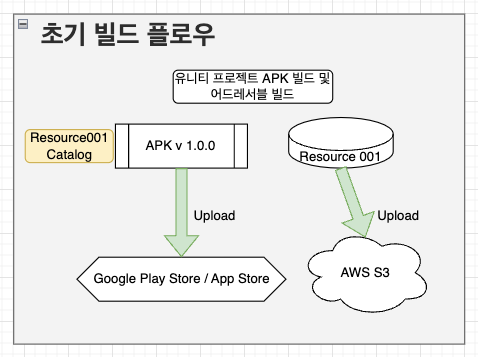 초기 빌드 플로우
유니티 프로젝트 APK 빌드 및
어드레서블 빌드
Resource001
Catalog
APK v 1.0.0
Resource 001
Upload
Upload
Google Play Store / App Store
AWS S3